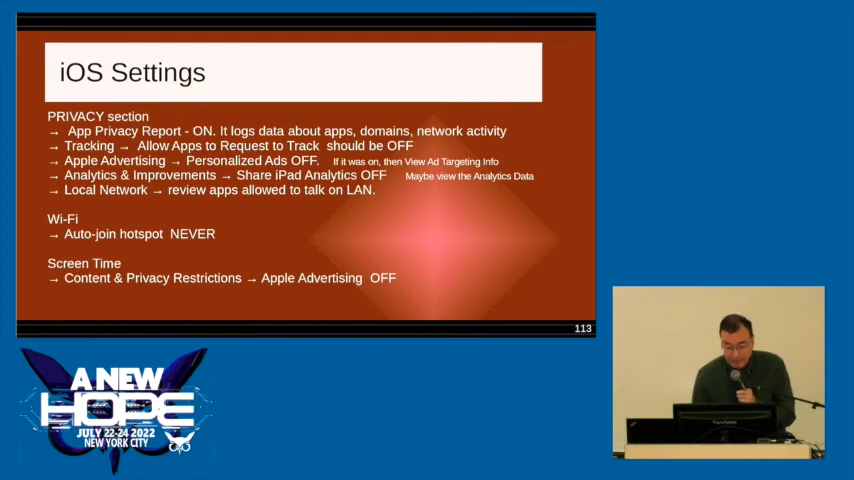 iOS Settings
PRIVACY section
→ App Privacy Report - ON. It logs data about apps, domains, network activity
→ Tracking → Allow Apps to Request to Track should be OFF
→ Apple Advertising → Personalized Ads OFF. If it was on, then View Ad Targeting Info
→ Analytics & Improvements → Share iPad Analytics OFF Maybe view the Analytics Data
→ Local Network → review apps allowed to talk on LAN.
Wi-Fi
→ Auto-join hotspot NEVER
Screen Time
→ Content & Privacy Restrictions → Apple Advertising OFF
113
A NEW
HOPE
JULY 22-24 2022
NEW YORK CITY